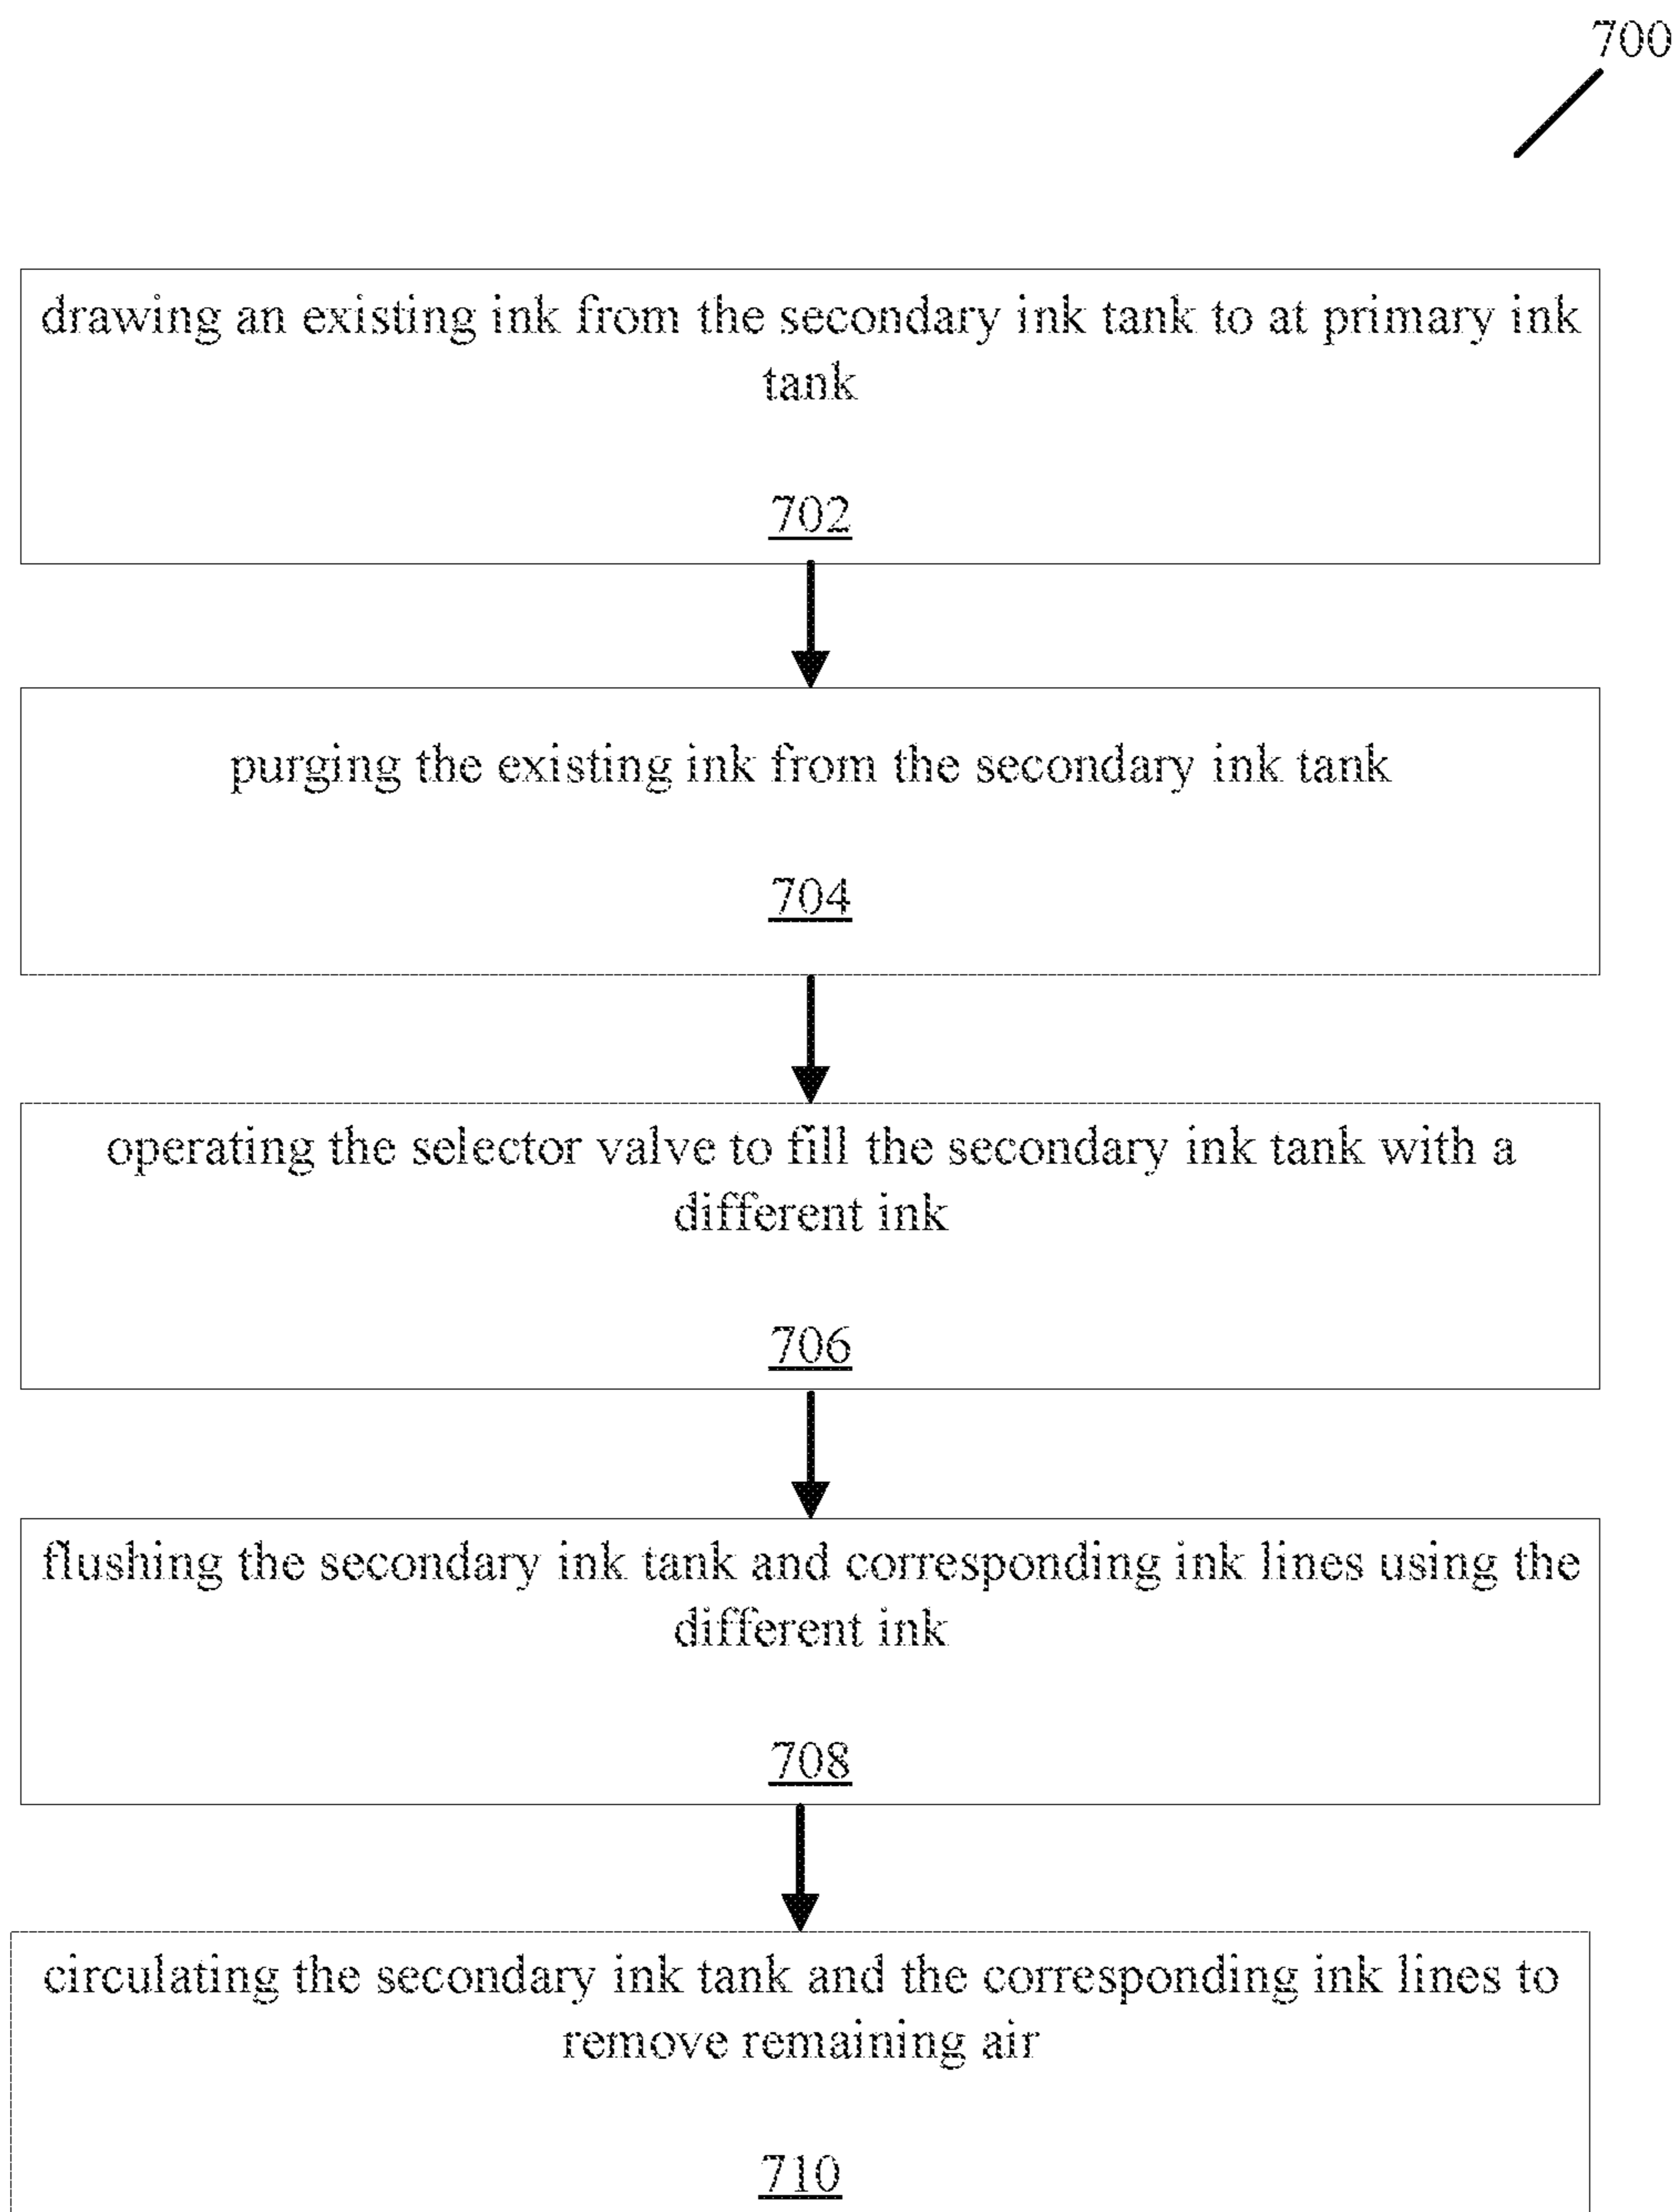 700
drawing an existing ink from the secondary ink tank to at primary ink
tank
702
purging the existing ink from the secondary ink tank
704
operating the selector valve to fill the secondary ink tank with a
different ink
706
flushing the secondary ink tank and corresponding ink lines using the
different ink
708
circulating the secondary ink tank and the corresponding ink lines to
remove remaining air
710